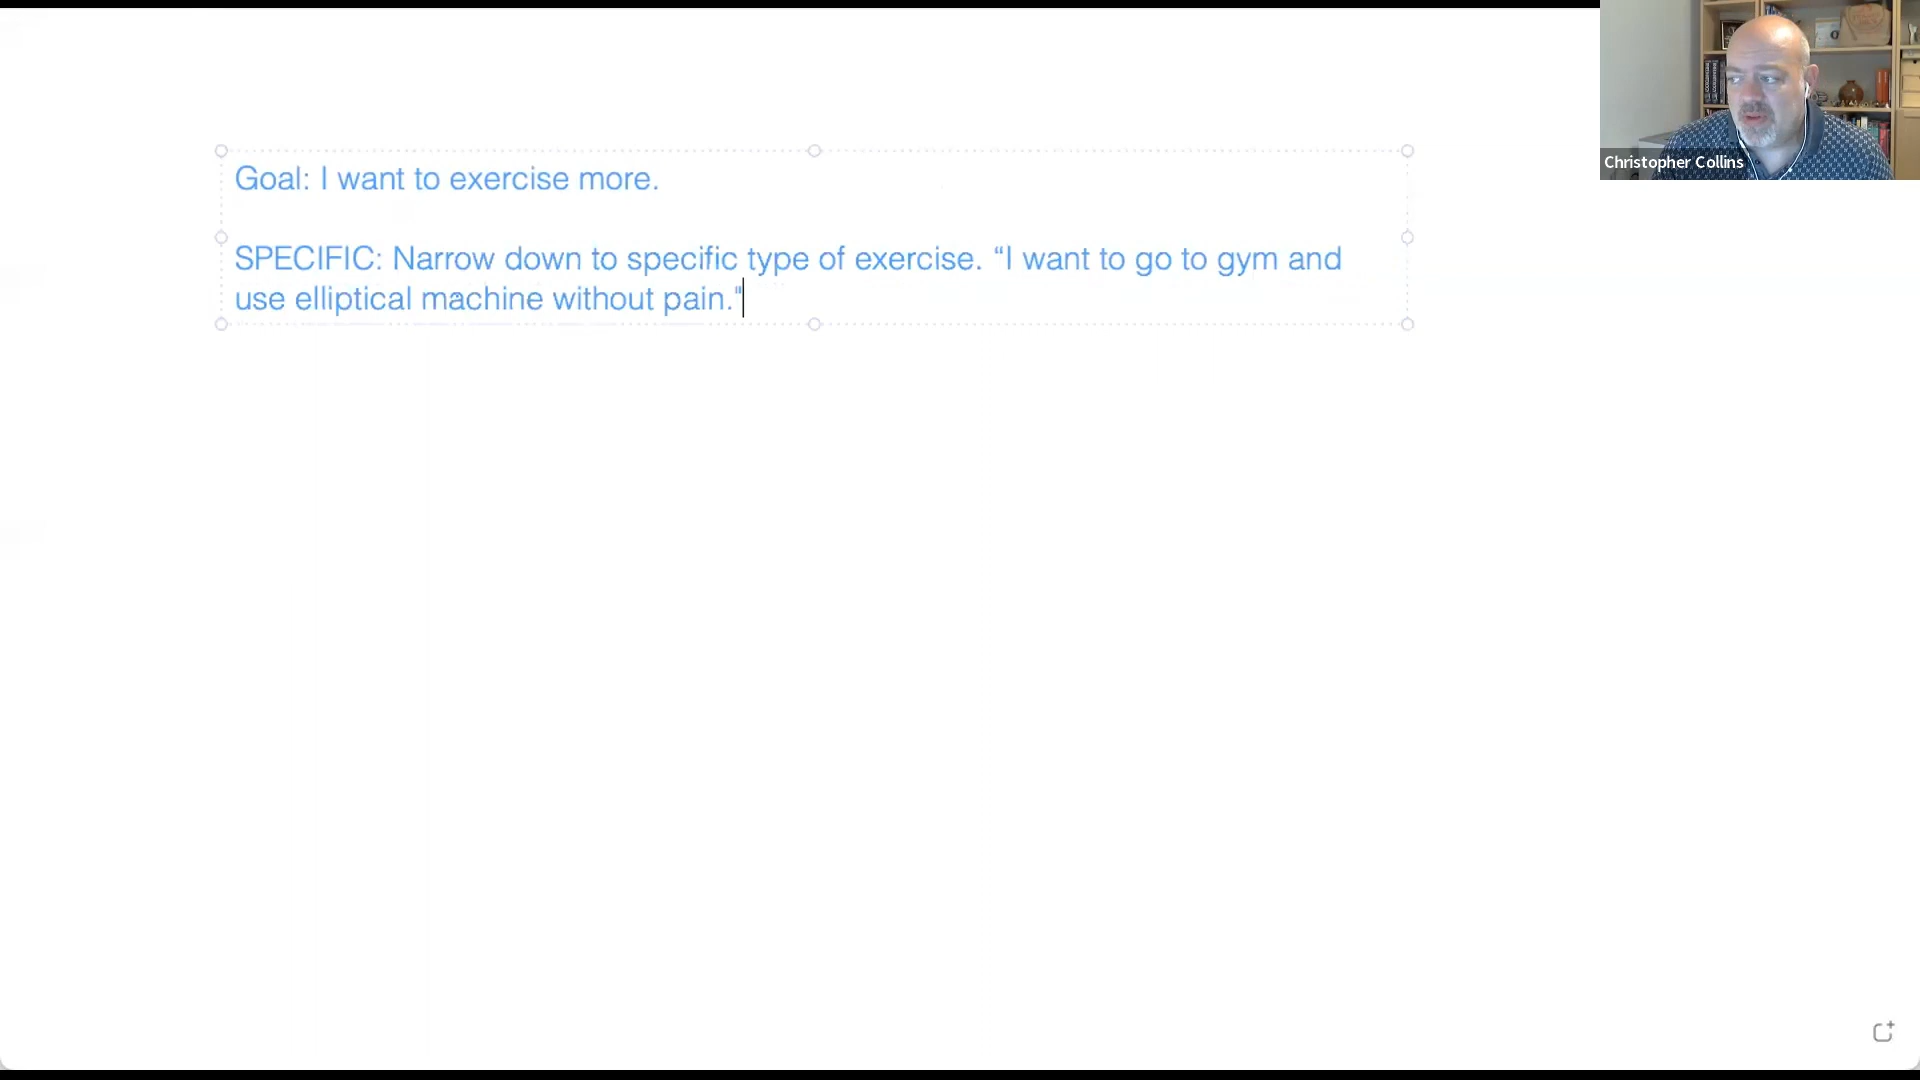 Goal: I want to exercise more.
SPECIFIC: Narrow down to specific type of exercise. “I want to go to gym and
use elliptical machine without pain."
Christopher Collins